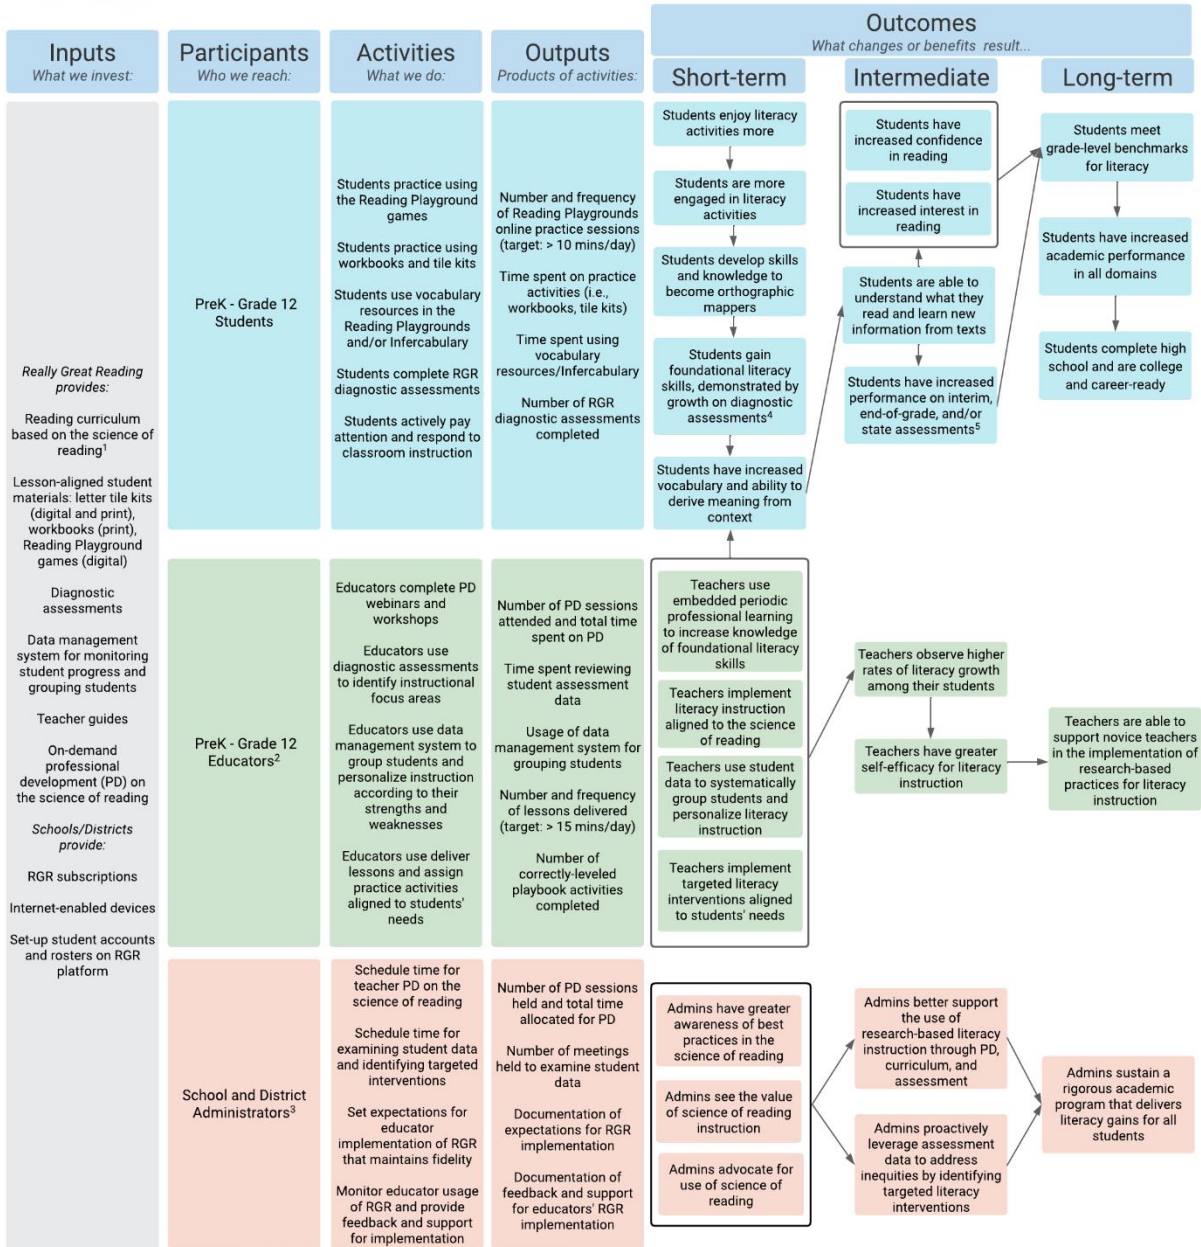 Inputs
What we invest:
Participants
Who we reach:
Activities
What we do:
Outputs
Products of activities:
Outcomes
What changes or benefits result...
Short-term
Intermediate
Long-term
Really Great Reading
provides:
Reading curriculum
based on the science of
reading1
Lesson-aligned student
materials: letter tile kits
(digital and print),
workbooks (print),
Reading Playground
games (digital)
Diagnostic
assessments
Data management
system for monitoring
student progress and
grouping students
Teacher guides
On-demand
professional
development (PD) on
the science of reading
Schools/Districts
provide:
RGR subscriptions
Internet-enabled devices
Set-up student accounts
and rosters on RGR
platform
PreK - Grade 12
Students
Students practice using
the Reading Playground
games
Students practice using
workbooks and tile kits
Students use vocabulary
resources in the
Reading Playgrounds
and/or Infercabulary
Students complete RGR
diagnostic assessments
Students actively pay
attention and respond to
classroom instruction
Number and frequency
of Reading Playgrounds
online practice sessions
(target: > 10 mins/day)
Time spent on practice
activities (i.e.,
workbooks, tile kits)
Time spent using
vocabulary
resources/Infercabulary
Number of RGR
diagnostic assessments
completed
Students enjoy literacy
activities more
Students are more
engaged in literacy
activities
Students develop skills
and knowledge to
become orthographic
mappers
Students gain
foundational literacy
skills, demonstrated by
growth on diagnostic
assessments4
Students have increased
vocabulary and ability to
derive meaning from
context
Students have
increased confidence
in reading
Students have
increased interest in
reading
Students are able to
understand what they
read and learn new
information from texts
Students have increased
performance on interim,
end-of-grade, and/or
state assessments5
Students meet
grade-level benchmarks
for literacy
Students have increased
academic performance
in all domains
Students complete high
school and are college
and career-ready
PreK - Grade 12
Educators2
Educators complete PD
webinars and
workshops
Educators use
diagnostic assessments
to identify instructional
focus areas
Educators use data
management system to
group students and
personalize instruction
according to their
strengths and
weaknesses
Educators use deliver
lessons and assign
practice activities
aligned to students'
needs
Number of PD sessions
attended and total time
spent on PD
Time spent reviewing
student assessment
data
Usage of data
management system for
grouping students
Number and frequency
of lessons delivered
(target: > 15 mins/day)
Number of
correctly-leveled
playbook activities
completed
Teachers use
embedded periodic
professional learning
to increase knowledge
of foundational literacy
skills
Teachers implement
literacy instruction
aligned to the science
of reading
Teachers use student
data to systematically
group students and
personalize literacy
instruction
Teachers implement
targeted literacy
interventions aligned
to students' needs
Teachers observe higher
rates of literacy growth
among their students
Teachers have greater
self-efficacy for literacy
instruction
Teachers are able to
support novice teachers
in the implementation of
research-based
practices for literacy
instruction
School and District
Administrators3
Schedule time for
teacher PD on the
science of reading
Schedule time for
examining student data
and identifying targeted
interventions
Set expectations for
educator
implementation of RGR
that maintains fidelity
Monitor educator usage
of RGR and provide
feedback and support
for implementation
Number of PD sessions
held and total time
allocated for PD
Number of meetings
held to examine student
data
Documentation of
expectations for RGR
implementation
Documentation of
feedback and support
for educators' RGR
implementation
Admins have greater
awareness of best
practices in the
science of reading
Admins see the value
of science of reading
instruction
Admins advocate for
use of science of
reading
Admins better support
the use of
research-based literacy
instruction through PD,
curriculum, and
assessment
Admins proactively
leverage assessment
data to address
inequities by identifying
targeted literacy
interventions
Admins sustain a
rigorous academic
program that delivers
literacy gains for all
students